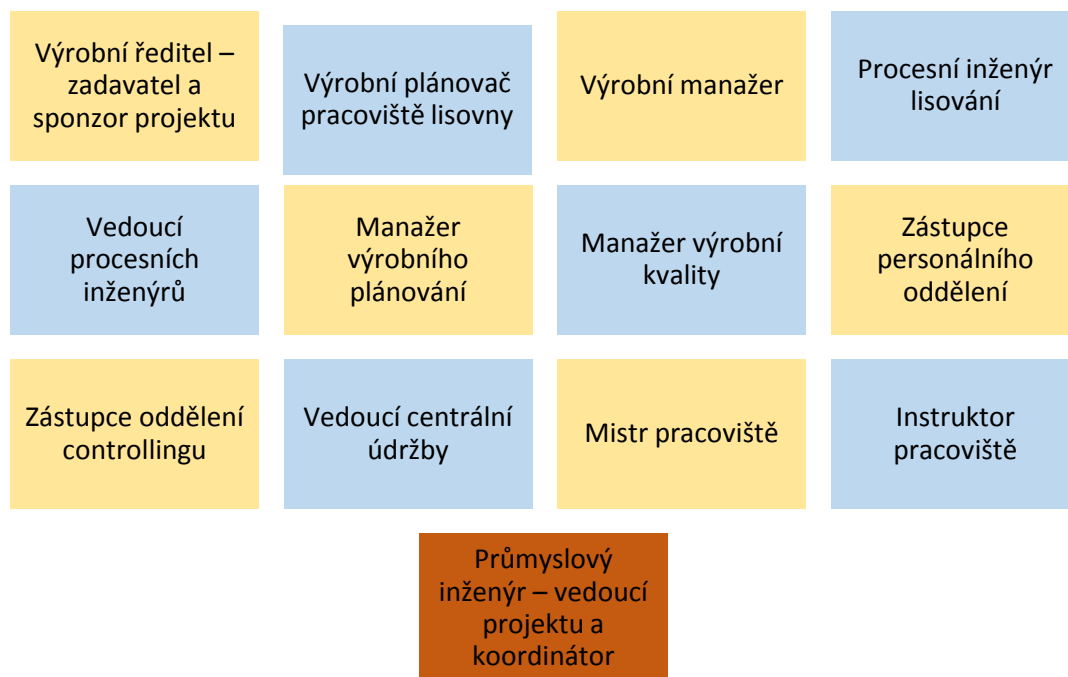 Výrobní ředitel –
zadavatel a
sponzor projektu
Výrobní plánovač
pracoviště lisovny
Výrobní manažer
Procesní inženýr
lisování
Vedoucí
procesních
inženýrů
Manažer
výrobního
plánování
Manažer výrobní
kvality
Zástupce
personálního
oddělení
Zástupce oddělení
controllingu
Vedoucí centrální
údržby
Mistr pracoviště
Instruktor
pracoviště
Průmyslový
inženýr – vedoucí
projektu a
koordinátor